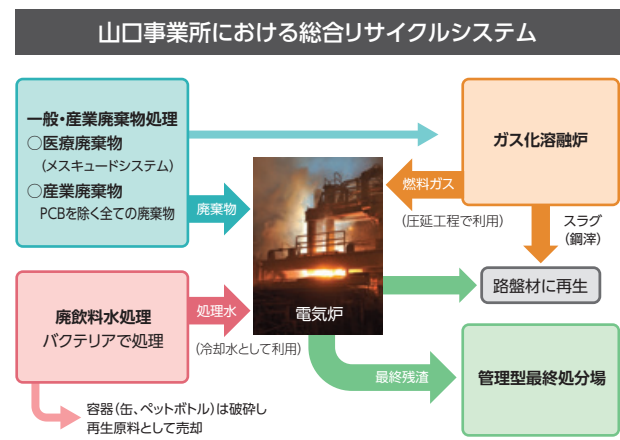 山口事業所における総合リサイクルシステム
一般・産業廃棄物処理
○医療廃棄物
(メスキュードシステム)
○産業廃棄物
PCBを除く全ての廃棄物
廃棄物
ガス化溶融炉
燃料ガス
(圧延工程で利用)
スラグ
(鋼滓)
路盤材に再生
廃飲料水処理
バクテリアで処理
処理水
(冷却水として利用)
電気炉
最終残渣
管理型最終処分場
容器(缶、ペットボトル)は破砕し
再生原料として売却